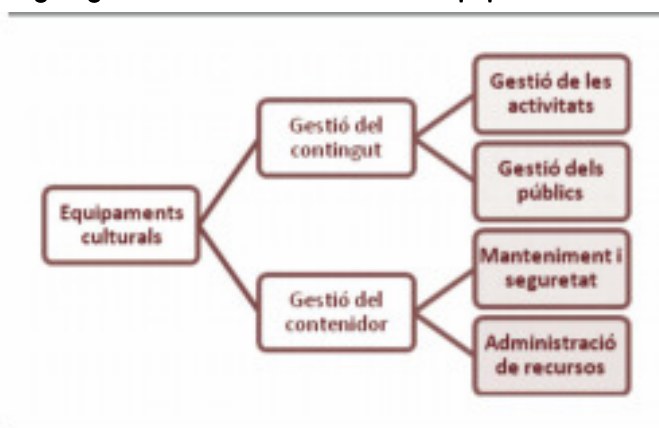 Equipaments
culturals
Gestió del
contingut
Gestió de les
activitats
Gestió dels
públics
Gestió del
contenidor
Manteniment i
seguretat
Administració
de recursos